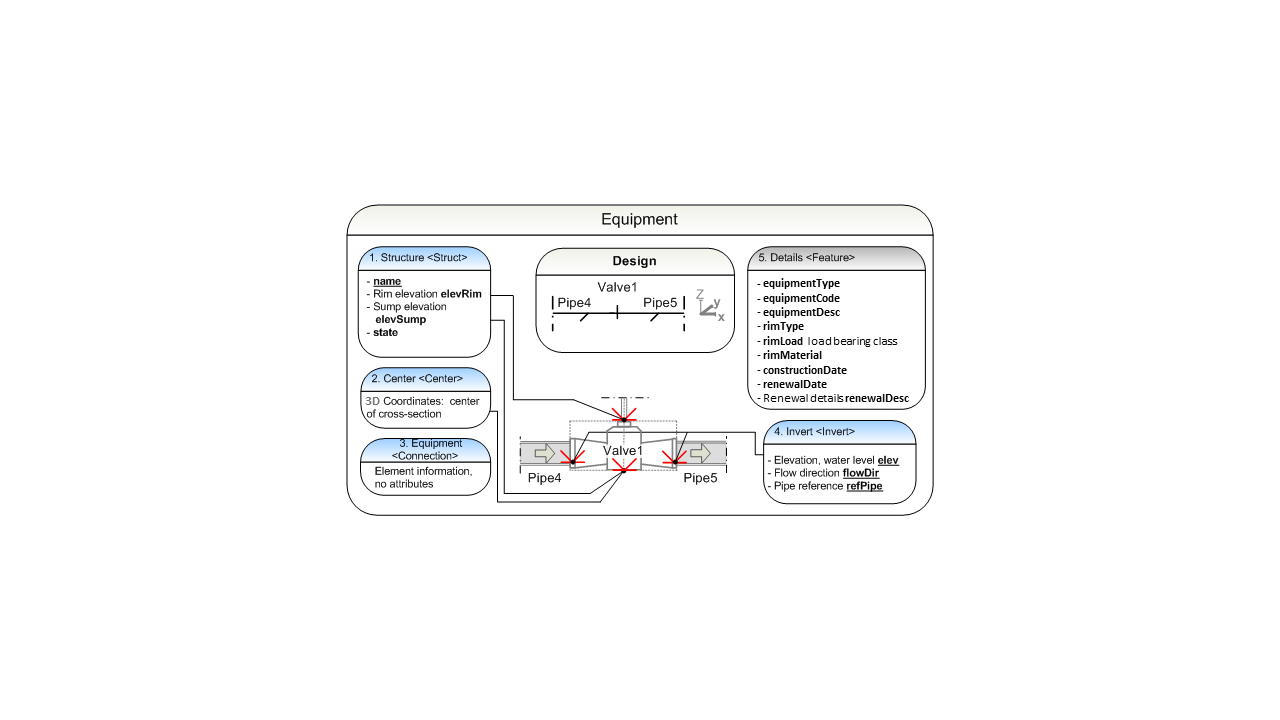 Equipment
1. Structure <Struct>
- name
- Rim elevation elevRim
- Sump elevation
elevSump
- state
2. Center <Center>
3D Coordinates: center
of cross-section
3. Equipment
<Connection>
Element information,
no attributes
Design
Valve1
Pipe4 Pipe5
Z
y
x
Valve1
Pipe4 Pipe5
5. Details <Feature>
- equipmentType
- equipmentCode
- equipmentDesc
- rimType
- rimLoad load bearing class
- rimMaterial
- constructionDate
- renewalDate
- Renewal details renewalDesc
4. Invert <Invert>
- Elevation, water level elev
- Flow direction flowDir
- Pipe reference refPipe